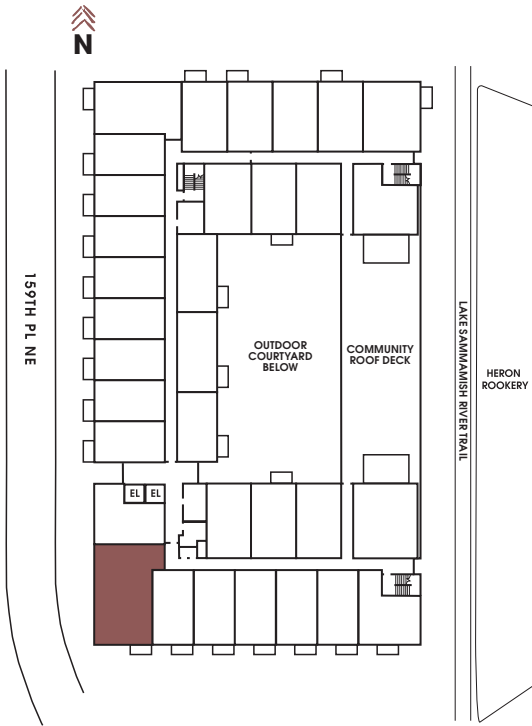 N
159TH PL NE
OUTDOOR
COURTYARD
BELOW
COMMUNITY
ROOF DECK
LAKE SAMMAMISH RIVER TRAIL
HERON
ROOKERY
EL EL